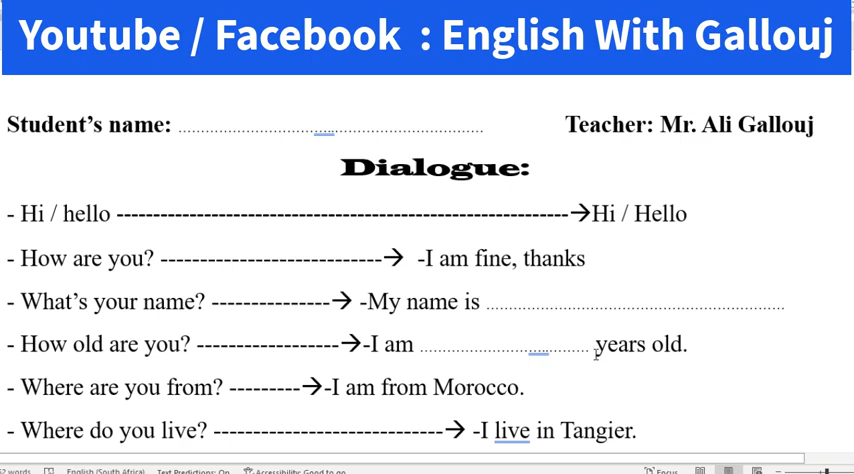 Youtube / Facebook : English With Gallouj
Student's name: ........................................................................ Teacher: Mr. Ali Gallouj
Dialogue:
- Hi / hello --------------------------------------------------------------→Hi / Hello
- How are you? -----------------------------→ -I am fine, thanks
- What's your name? ----------------→ -My name is ..................................................................
- How old are you? -------------------→-I am ...................................... years old.
- Where are you from? ---------→-I am from Morocco.
- Where do you live? -------------------------------→ -I live in Tangier.
words English (South Africa) Text Predictions: On Accessibility: Good to go Focus